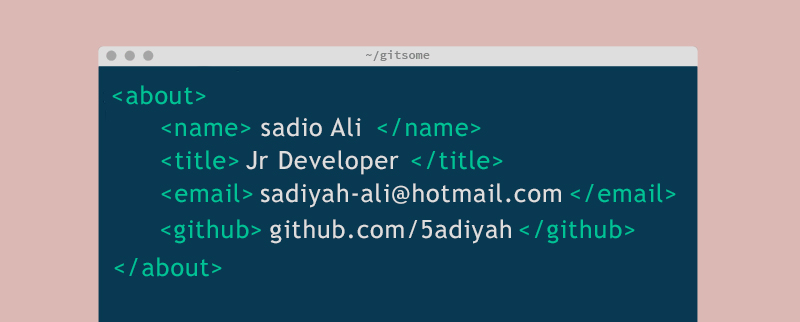 ~/gitsome
<about>
<name> sadio Ali </name>
<title> Jr Developer </title>
<email> sadiyah-ali@hotmail.com </email>
<github> github.com/5adiyah </github>
</about>